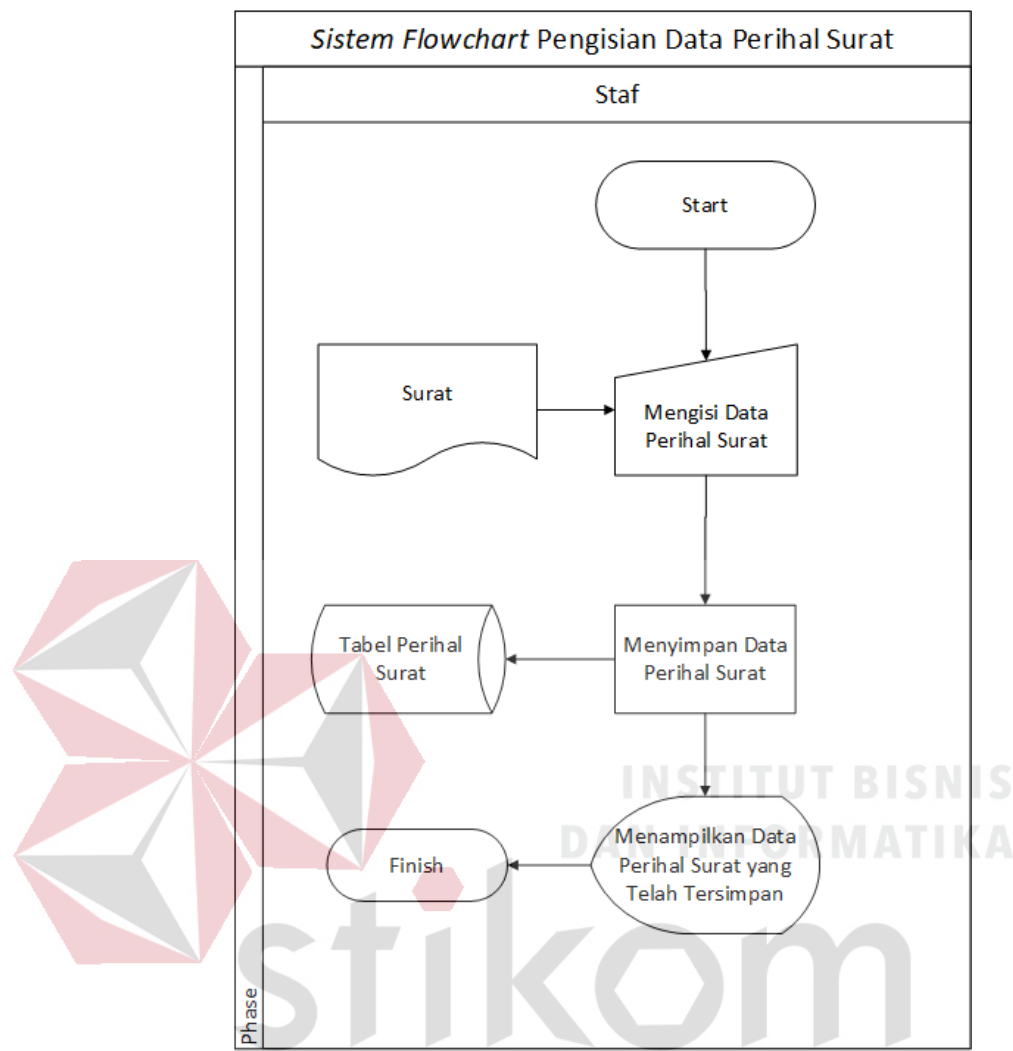 Sistem Flowchart Pengisian Data Perihal Surat
Staf
Start
Surat
Mengisi Data
Perihal Surat
Tabel Perihal
Surat
Menyimpan Data
Perihal Surat
INSTITUT BISNIS
DAN INFORMATIKA
Menampilkan Data
Perihal Surat yang
Telah Tersimpan
Finish
stikom
Phase